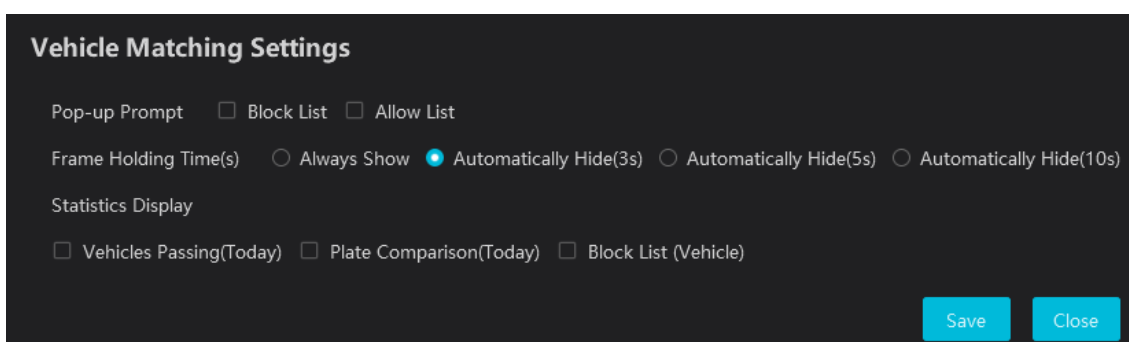 Vehicle Matching Settings
Pop-up Prompt Block List Allow List
Frame Holding Time(s) Always Show Automatically Hide(3s) Automatically Hide(5s) Automatically Hide(10s)
Statistics Display
Vehicles Passing(Today) Plate Comparison(Today) Block List (Vehicle)
Save Close